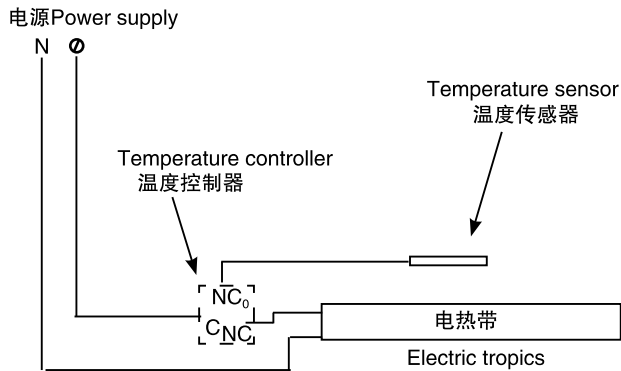 电源Power supply
N Ø
Temperature sensor
温度传感器
Temperature controller
温度控制器
NC₀
CNC
电热带
Electric tropics